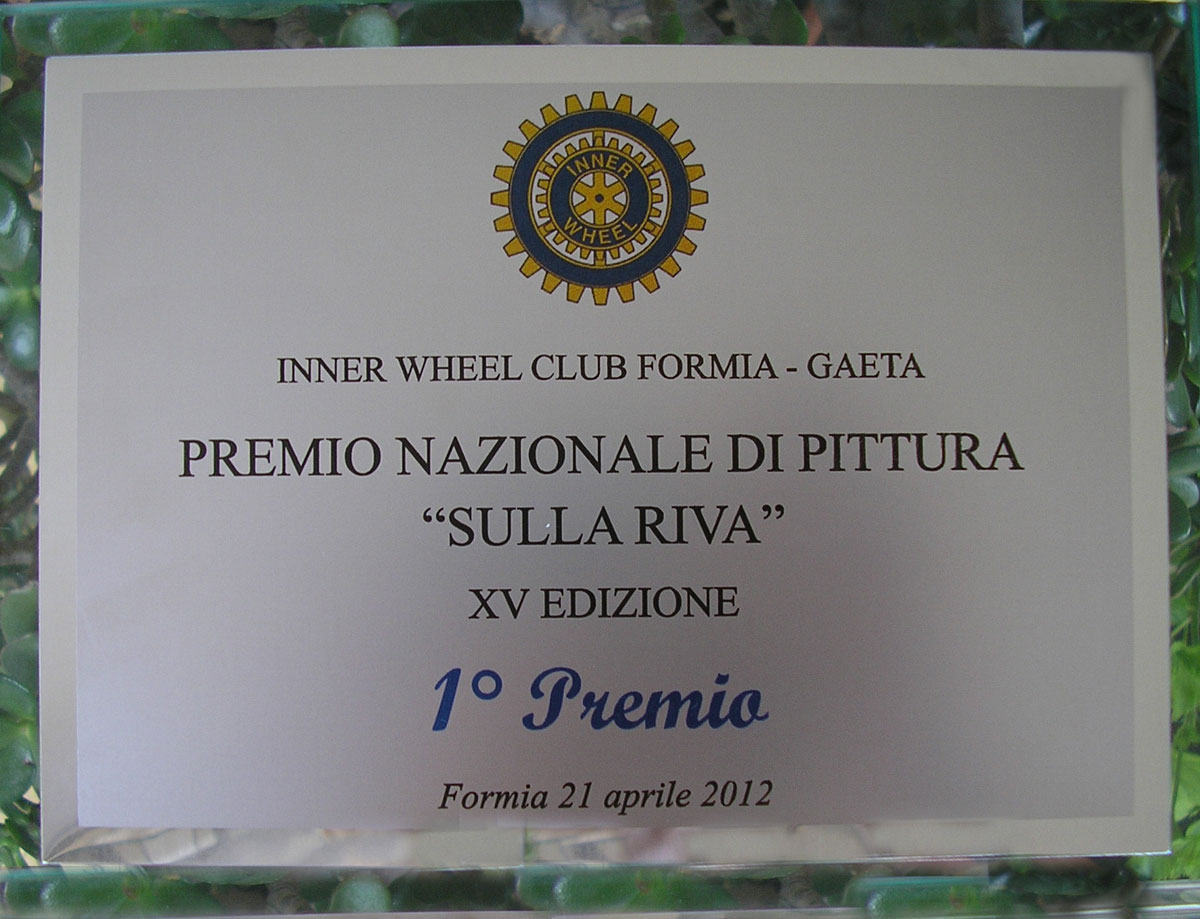 INNER
WHEEL
INNER WHEEL CLUB FORMIA - GAETA
PREMIO NAZIONALE DI PITTURA
“SULLA RIVA”
XV EDIZIONE
1° Premio
Formia 21 aprile 2012